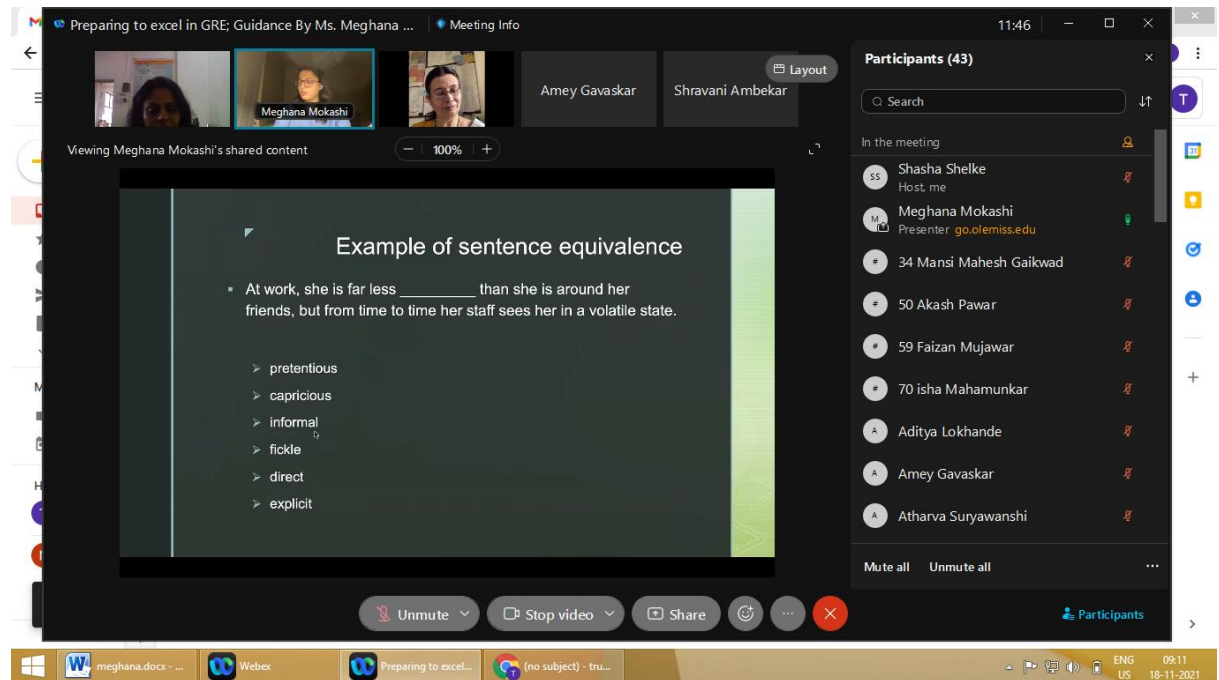 Preparing to excel in GRE; Guidance By Ms. Meghana ...
Meeting Info
11:46
Meghana Mokashi
Amey Gavaskar
Shravani Ambekar
Layout
Viewing Meghana Mokashi's shared content
100%
Example of sentence equivalence
At work, she is far less __________ than she is around her
friends, but from time to time her staff sees her in a volatile state.
pretentious
capricious
informal
fickle
direct
explicit
Participants (43)
Search
In the meeting
SS
Shasha Shelke
Host, me
M
Meghana Mokashi
Presenter go.olemiss.edu
# 34 Mansi Mahesh Gaikwad
# 50 Akash Pawar
# 59 Faizan Mujawar
# 70 isha Mahamunkar
A Aditya Lokhande
A Amey Gavaskar
A Atharva Suryawanshi
Mute all Unmute all ...
Unmute
Stop video
Share
Participants
T
31
meghana.docx - ...
Webex
Preparing to excel...
(no subject) - tru...
ENG
US
09:11
18-11-2021